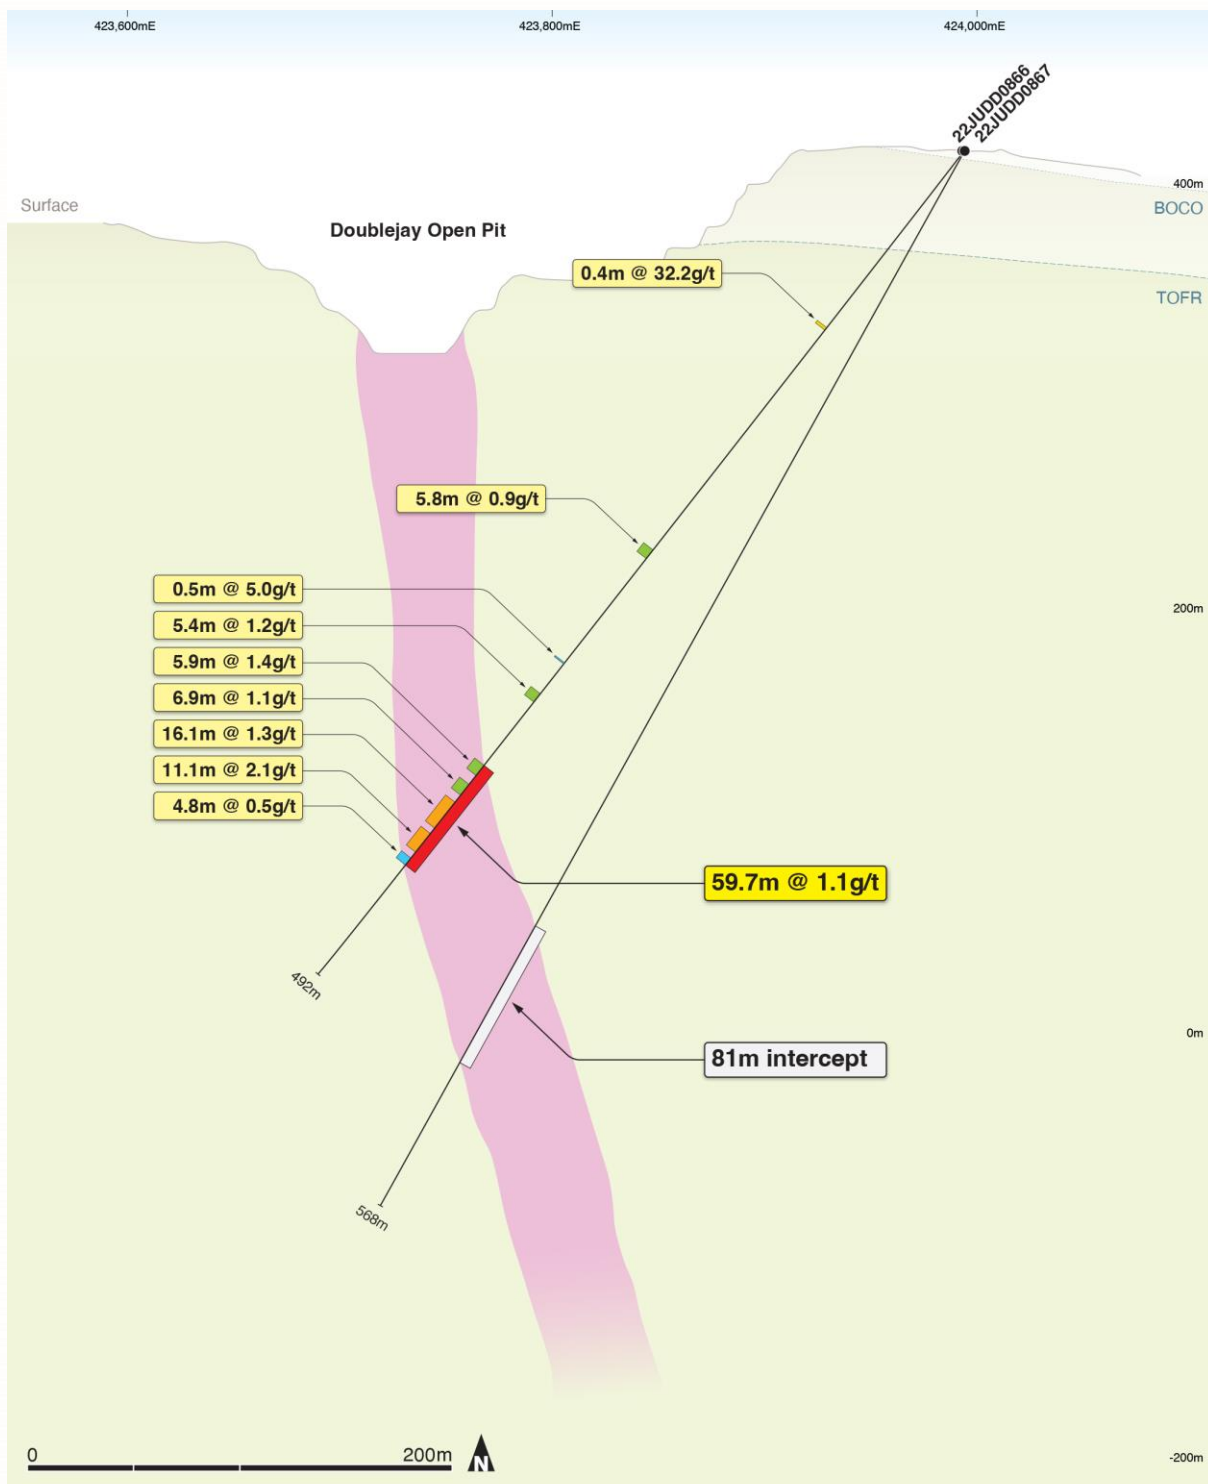 423,600mE
423,800mE
424,000mE
22JUDD0866
22JUDD0867
400m
Surface
BOCO
Doublejay Open Pit
0.4m @ 32.2g/t
TOFR
5.8m @ 0.9g/t
0.5m @ 5.0g/t
200m
5.4m @ 1.2g/t
5.9m @ 1.4g/t
6.9m @ 1.1g/t
16.1m @ 1.3g/t
11.1m @ 2.1g/t
4.8m @ 0.5g/t
59.7m @ 1.1g/t
492m
0m
81m intercept
568m
0
200m
N
-200m